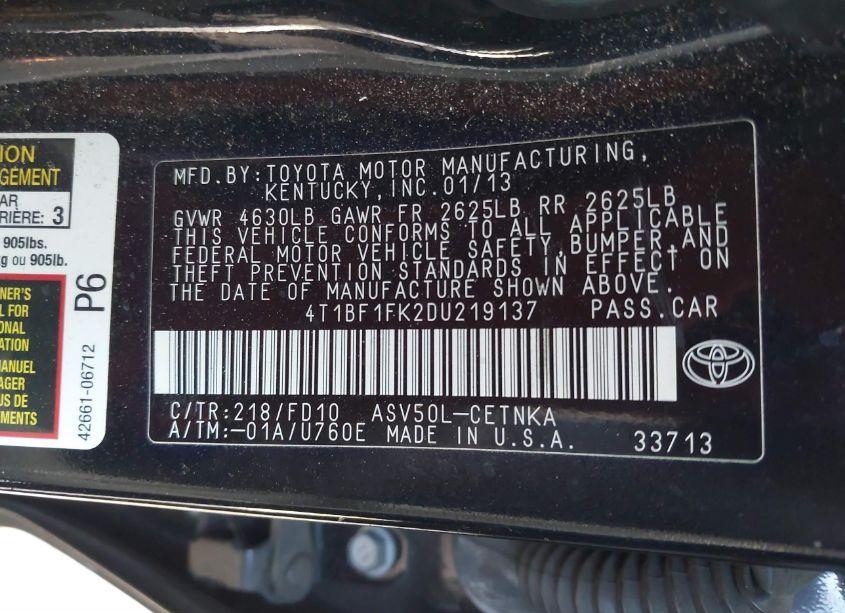 ION
GEMENT
AR
RIÈRE: 3
905lbs.
kg ou 905lb.
NER'S
L FOR
ONAL
ATION
MANUEL
AGER
EMENTS.
P6
42661-06712
MFD.BY:TOYOTA MOTOR MANUFACTURING,
KENTUCKY,INC.01/13
GVWR 4630LB GAWR FR 2625LB RR 2625LB
THIS VEHICLE CONFORMS TO ALL APPLICABLE
FEDERAL MOTOR VEHICLE SAFETY,BUMPER,AND
THEFT PREVENTION STANDARDS IN EFFECT ON
THE DATE OF MANUFACTURE SHOWN ABOVE.
4T1BF1FK2DU219137 PASS.CAR
C/TR:218/FD10 ASV50L-CETNKA
A/TM:-01A/U760E MADE IN U.S.A. 33713